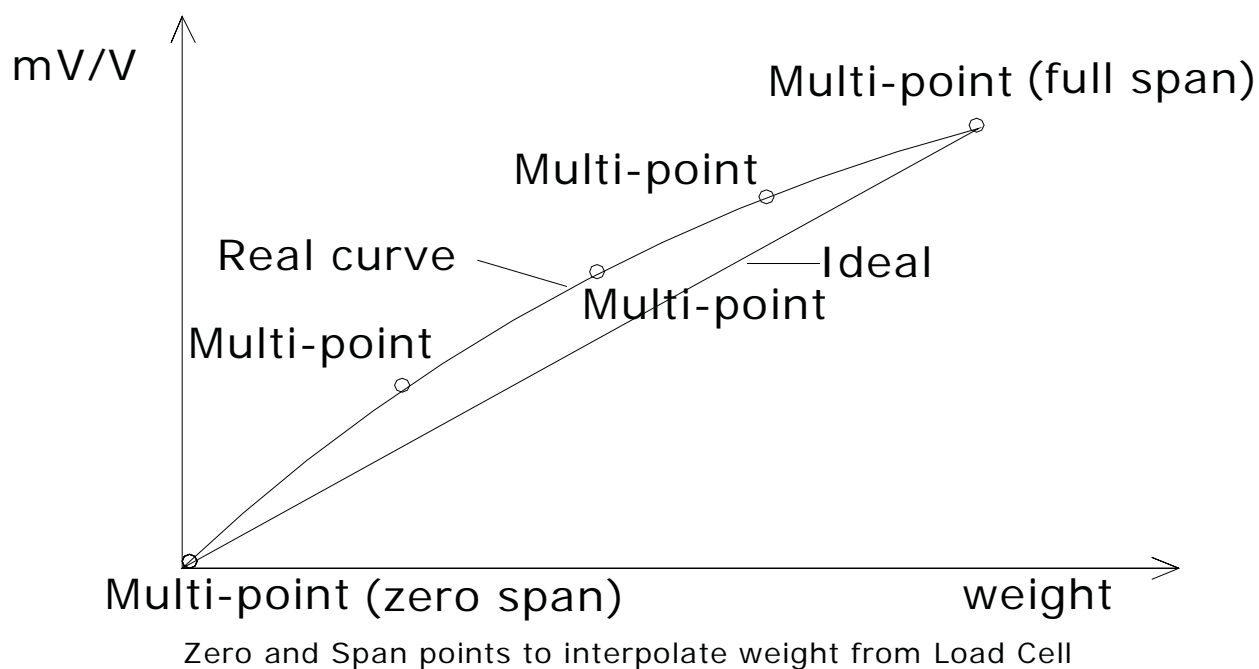 mV/V
Multi-point (full span)
Multi-point
Real curve
Ideal
Multi-point
Multi-point
Multi-point (zero span)
weight
Zero and Span points to interpolate weight from Load Cell